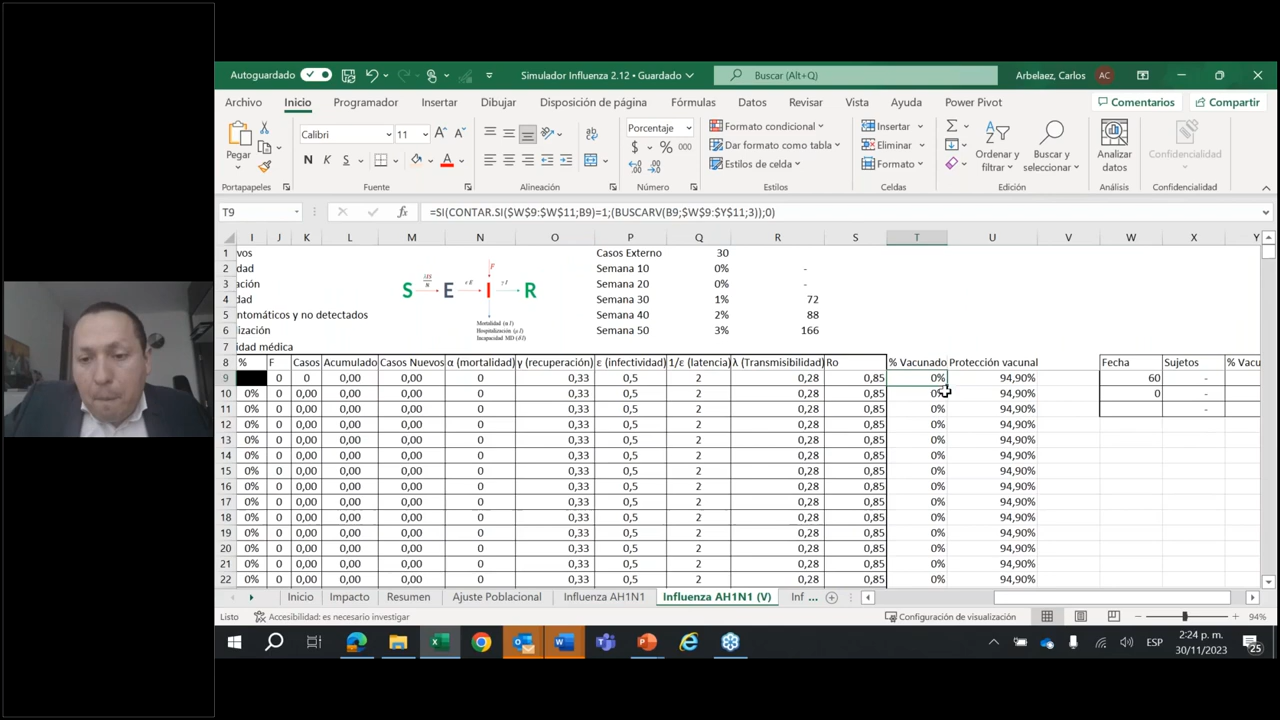 Autoguardado Simulador Influenza 2.12 • Guardado Buscar (Alt+Q) Arbelaez, Carlos AC
Archivo Inicio Programador Insertar Dibujar Disposición de página Fórmulas Datos Revisar Vista Ayuda Power Pivot Comentarios Compartir
Pegar Calibri 11 Porcentaje Formato condicional Insertar Ordenar y filtrar Buscar y seleccionar Analizar datos Confidencialidad
N K S $ % 000 Dar formato como tabla Eliminar
Estilos de celda Formato
Portapapeles Fuente Alineación Número Estilos Celdas Edición Análisis Confidencialidad
T9 fx =SI(CONTAR.SI($W$9:$W$11;B9)=1;(BUSCARV(B9;$W$9:$Y$11;3));0)
I J K L M N O P Q R S T U V W X Y
1 vos Casos Externo 30
2 dad Semana 10 0% -
3 ación S E I R Semana 20 0% -
4 dad Semana 30 1% 72
5 ntomáticos y no detectados Semana 40 2% 88
6 ización Semana 50 3% 166
7 idad médica
8 % F Casos Acumulado Casos Nuevos α (mortalidad) γ (recuperación) ε (infectividad) 1/ε (latencia) λ (Transmisibilidad) Ro % Vacunado Protección vacunal Fecha Sujetos % Vacu
9 0 0 0,00 0,00 0 0,33 0,5 2 0,28 0,85 0% 94,90% 60 -
10 0% 0 0,00 0,00 0,00 0 0,33 0,5 2 0,28 0,85 0% 94,90% 0 -
11 0% 0 0,00 0,00 0,00 0 0,33 0,5 2 0,28 0,85 0% 94,90% -
12 0% 0 0,00 0,00 0,00 0 0,33 0,5 2 0,28 0,85 0% 94,90%
13 0% 0 0,00 0,00 0,00 0 0,33 0,5 2 0,28 0,85 0% 94,90%
14 0% 0 0,00 0,00 0,00 0 0,33 0,5 2 0,28 0,85 0% 94,90%
15 0% 0 0,00 0,00 0,00 0 0,33 0,5 2 0,28 0,85 0% 94,90%
16 0% 0 0,00 0,00 0,00 0 0,33 0,5 2 0,28 0,85 0% 94,90%
17 0% 0 0,00 0,00 0,00 0 0,33 0,5 2 0,28 0,85 0% 94,90%
18 0% 0 0,00 0,00 0,00 0 0,33 0,5 2 0,28 0,85 0% 94,90%
19 0% 0 0,00 0,00 0,00 0 0,33 0,5 2 0,28 0,85 0% 94,90%
20 0% 0 0,00 0,00 0,00 0 0,33 0,5 2 0,28 0,85 0% 94,90%
21 0% 0 0,00 0,00 0,00 0 0,33 0,5 2 0,28 0,85 0% 94,90%
22 0% 0 0,00 0,00 0,00 0 0,33 0,5 2 0,28 0,85 0% 94,90%
Inicio Impacto Resumen Ajuste Poblacional Influenza AH1N1 Influenza AH1N1 (V) Inf ...
Listo Accesibilidad: es necesario investigar Configuración de visualización 94%
ESP 2:24 p. m.
30/11/2023 25